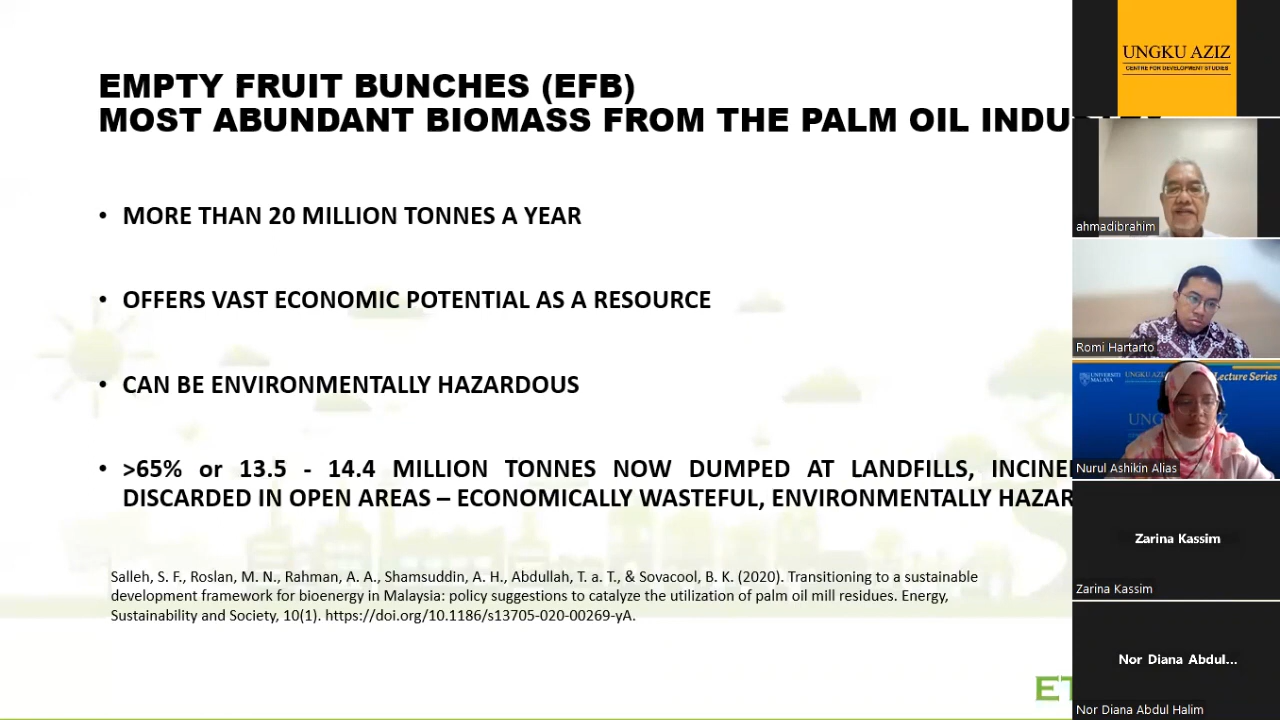 EMPTY FRUIT BUNCHES (EFB)
MOST ABUNDANT BIOMASS FROM THE PALM OIL
• MORE THAN 20 MILLION TONNES A YEAR
• OFFERS VAST ECONOMIC POTENTIAL AS A RESOURCE
• CAN BE ENVIRONMENTALLY HAZARDOUS
• >65% or 13.5 - 14.4 MILLION TONNES NOW DUMPED AT LANDFILLS,
DISCARDED IN OPEN AREAS – ECONOMICALLY WASTEFUL, ENVIRONMENTALLY
Salleh, S. F., Roslan, M. N., Rahman, A. A., Shamsuddin, A. H., Abdullah, T. a. T., & Sovacool, B. K. (2020). Transitioning to a sustainable
development framework for bioenergy in Malaysia: policy suggestions to catalyze the utilization of palm oil mill residues. Energy,
Sustainability and Society, 10(1). https://doi.org/10.1186/s13705-020-00269-yA.
UNGKU AZIZ
CENTRE FOR DEVELOPMENT STUDIES
ahmadibrahim
Romi Hartarto
UNIVERSITI
MALAYA
Lecture Series
Nurul Ashikin Alias
Zarina Kassim
Zarina Kassim
Nor Diana Abdul...
Nor Diana Abdul Halim